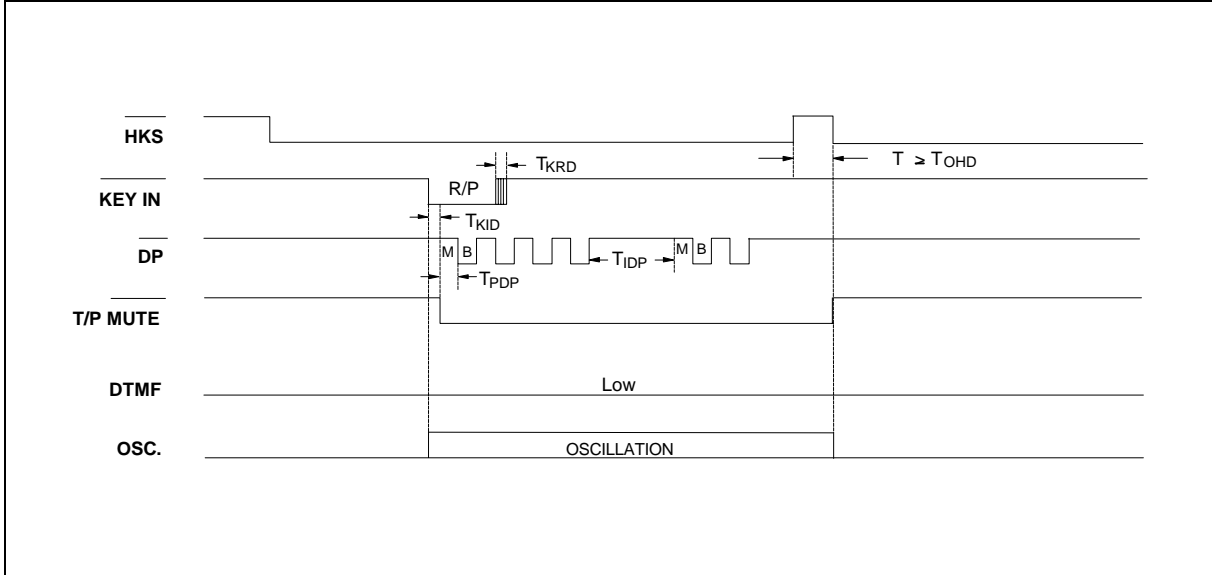 HKS
T ≥ TOHD
TKRD
KEY IN
R/P
TKID
DP
M B
TIDP
M B
TPDP
T/P MUTE
DTMF
Low
OSC.
OSCILLATION